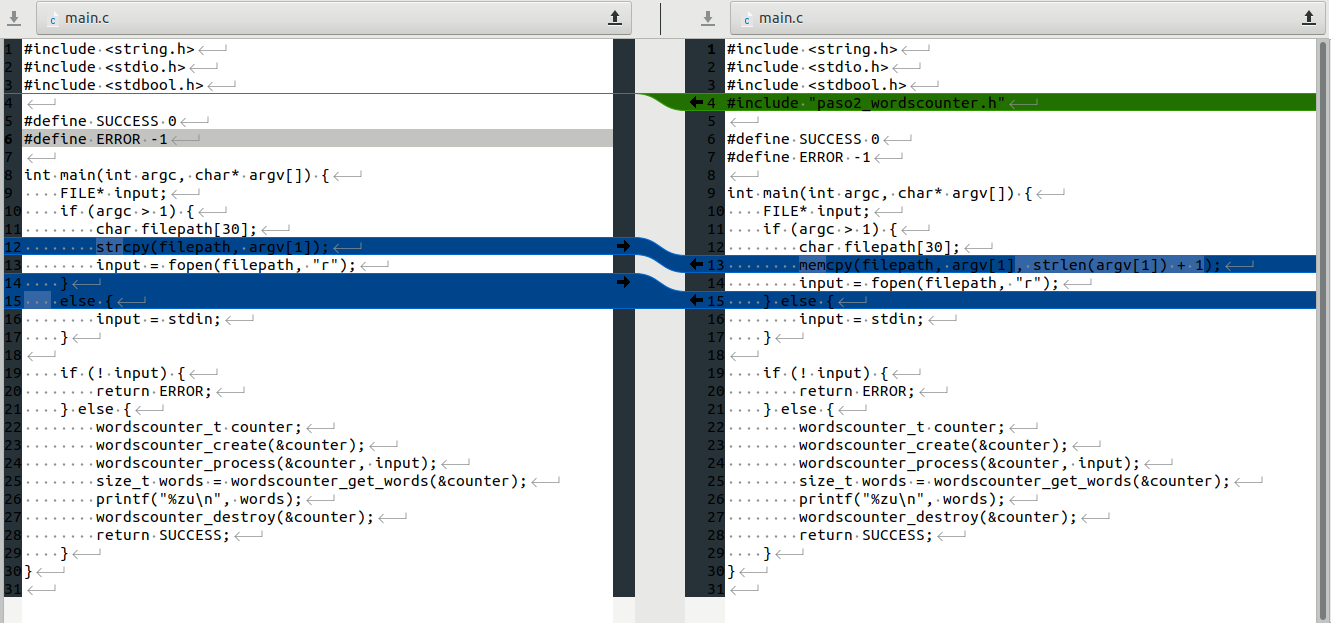 main.c
1 #include <string.h>
2 #include <stdio.h>
3 #include <stdbool.h>
4
5 #define SUCCESS 0
6 #define ERROR -1
7
8 int main(int argc, char* argv[]) {
9     FILE* input;
10     if (argc > 1) {
11         char filepath[30];
12         strcpy(filepath, argv[1]);
13         input = fopen(filepath, "r");
14     }
15     else {
16         input = stdin;
17     }
18
19     if (! input) {
20         return ERROR;
21     } else {
22         wordscounter_t counter;
23         wordscounter_create(&counter);
24         wordscounter_process(&counter, input);
25         size_t words = wordscounter_get_words(&counter);
26         printf("%zu\n", words);
27         wordscounter_destroy(&counter);
28         return SUCCESS;
29     }
30 }
31
main.c
1 #include <string.h>
2 #include <stdio.h>
3 #include <stdbool.h>
4 #include "paso2_wordscounter.h"
5
6 #define SUCCESS 0
7 #define ERROR -1
8
9 int main(int argc, char* argv[]) {
10     FILE* input;
11     if (argc > 1) {
12         char filepath[30];
13         memcpy(filepath, argv[1], strlen(argv[1]) + 1);
14         input = fopen(filepath, "r");
15     } else {
16         input = stdin;
17     }
18
19     if (! input) {
20         return ERROR;
21     } else {
22         wordscounter_t counter;
23         wordscounter_create(&counter);
24         wordscounter_process(&counter, input);
25         size_t words = wordscounter_get_words(&counter);
26         printf("%zu\n", words);
27         wordscounter_destroy(&counter);
28         return SUCCESS;
29     }
30 }
31